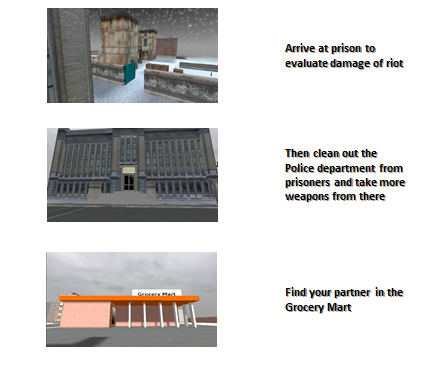 Arrive at prison to
evaluate damage of riot
Then clean out the
Police department from
prisoners and take more
weapons from there
Grocery Mart
Find your partner in the
Grocery Mart